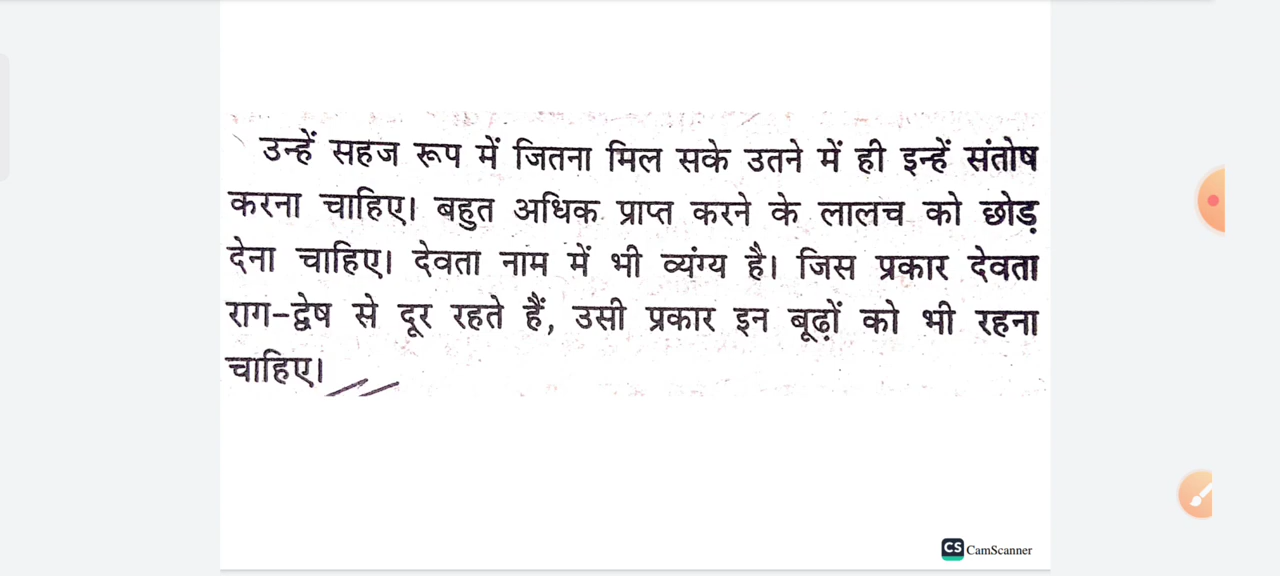 उन्हें सहज रूप में जितना मिल सके उतने में ही इन्हें संतोष
करना चाहिए। बहुत अधिक प्राप्त करने के लालच को छोड़
देना चाहिए। देवता नाम में भी व्यंग्य है। जिस प्रकार देवता
राग-द्वेष से दूर रहते हैं, उसी प्रकार इन बूढ़ों को भी रहना
चाहिए।
CS CamScanner